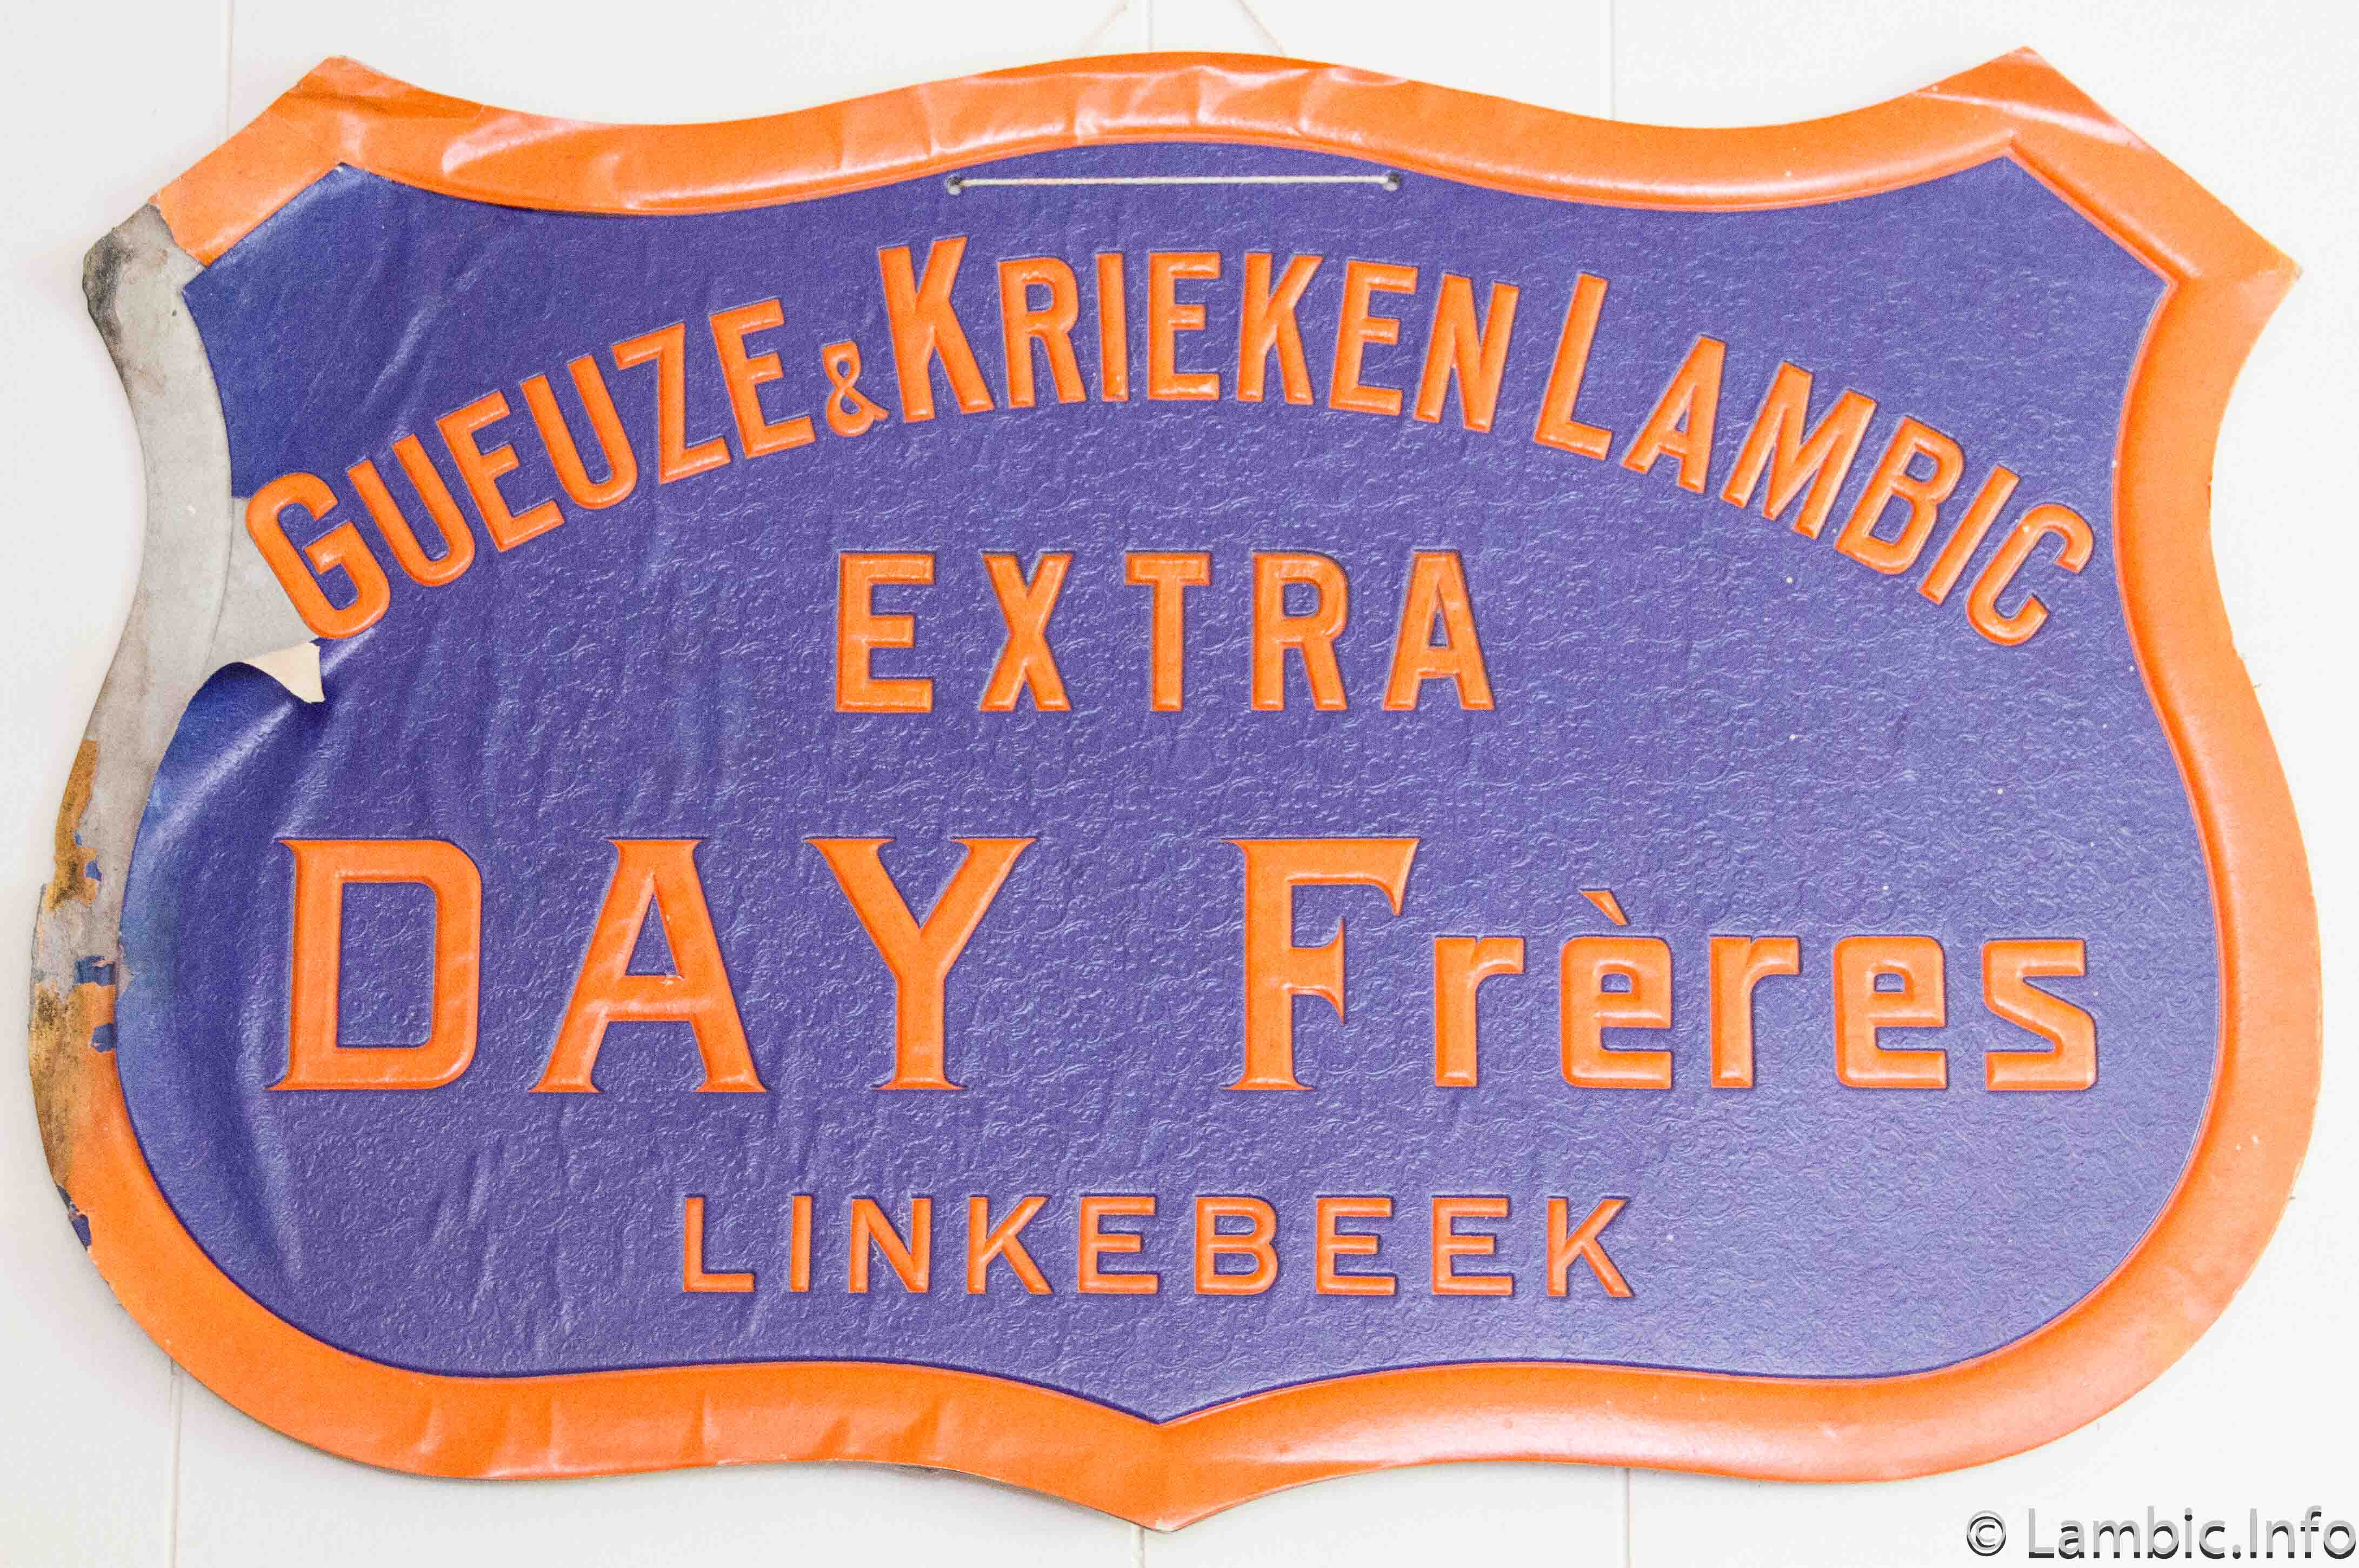 GUEUZE & KRIEKEN LAMBIC
EXTRA
DAY Frères
LINKEBEEK
© Lambic.Info